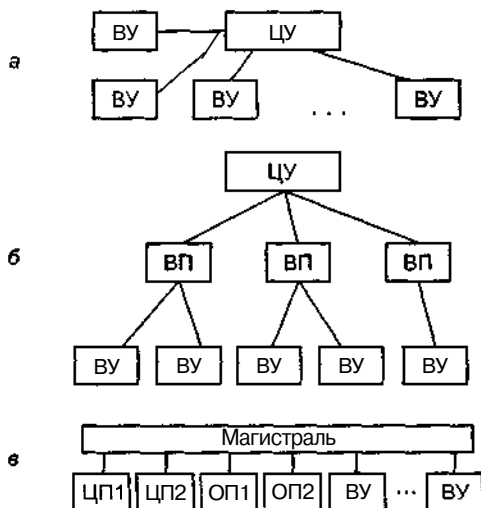 ВУ ЦУ
а
ВУ ВУ ... ВУ
ЦУ
б
ВП ВП ВП
ВУ ВУ ВУ ВУ ВУ
Магистраль
в
ЦП1 ЦП2 ОП1 ОП2 ВУ ... ВУ